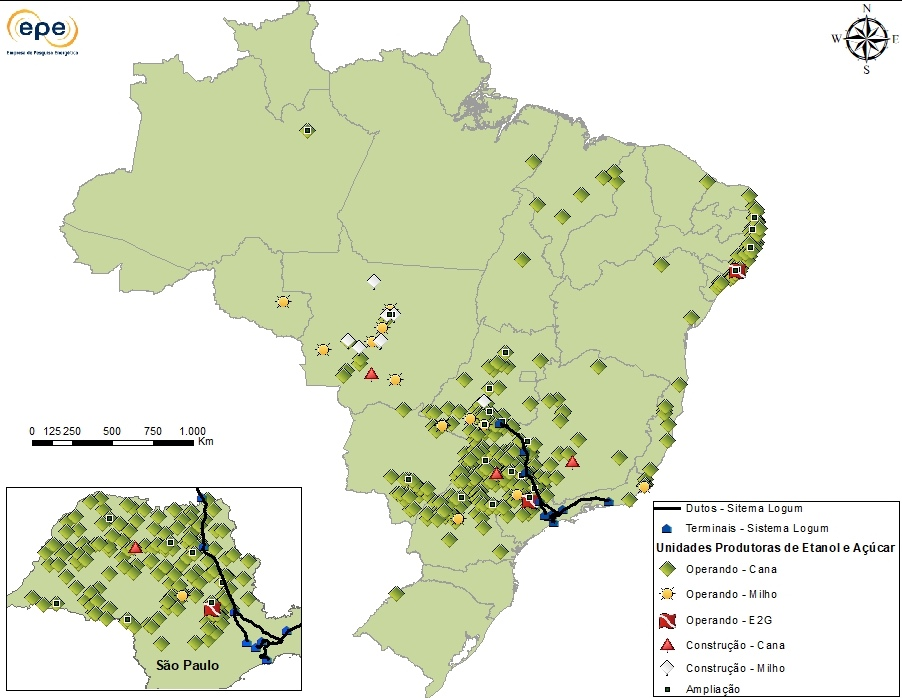 epe
Empresa de Pesquisa Energética
N
W
E
S
0 125 250 500 750 1.000
Km
São Paulo
Dutos - Sitema Logum
Terminais - Sistema Logum
Unidades Produtoras de Etanol e Açúcar
Operando - Cana
Operando - Milho
Operando - E2G
Construção - Cana
Construção - Milho
Ampliação